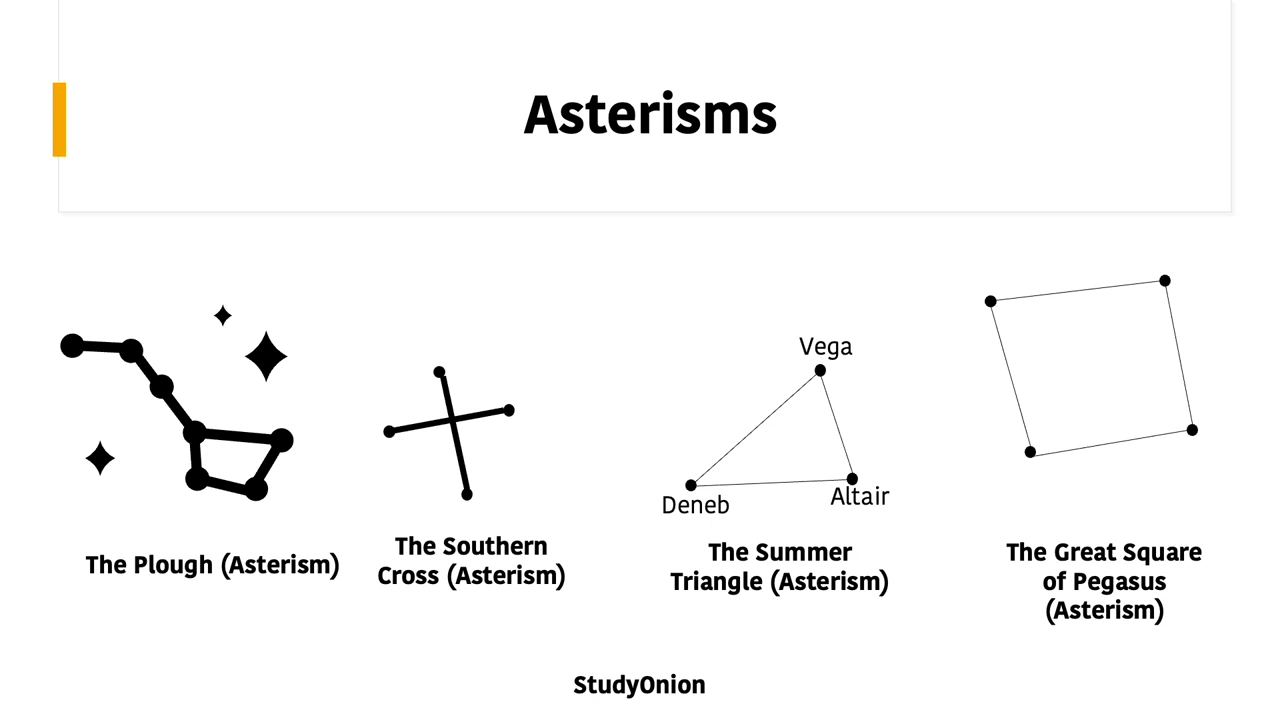 Asterisms
Vega
Deneb
Altair
The Plough (Asterism)
The Southern
Cross (Asterism)
The Summer
Triangle (Asterism)
The Great Square
of Pegasus
(Asterism)
StudyOnion